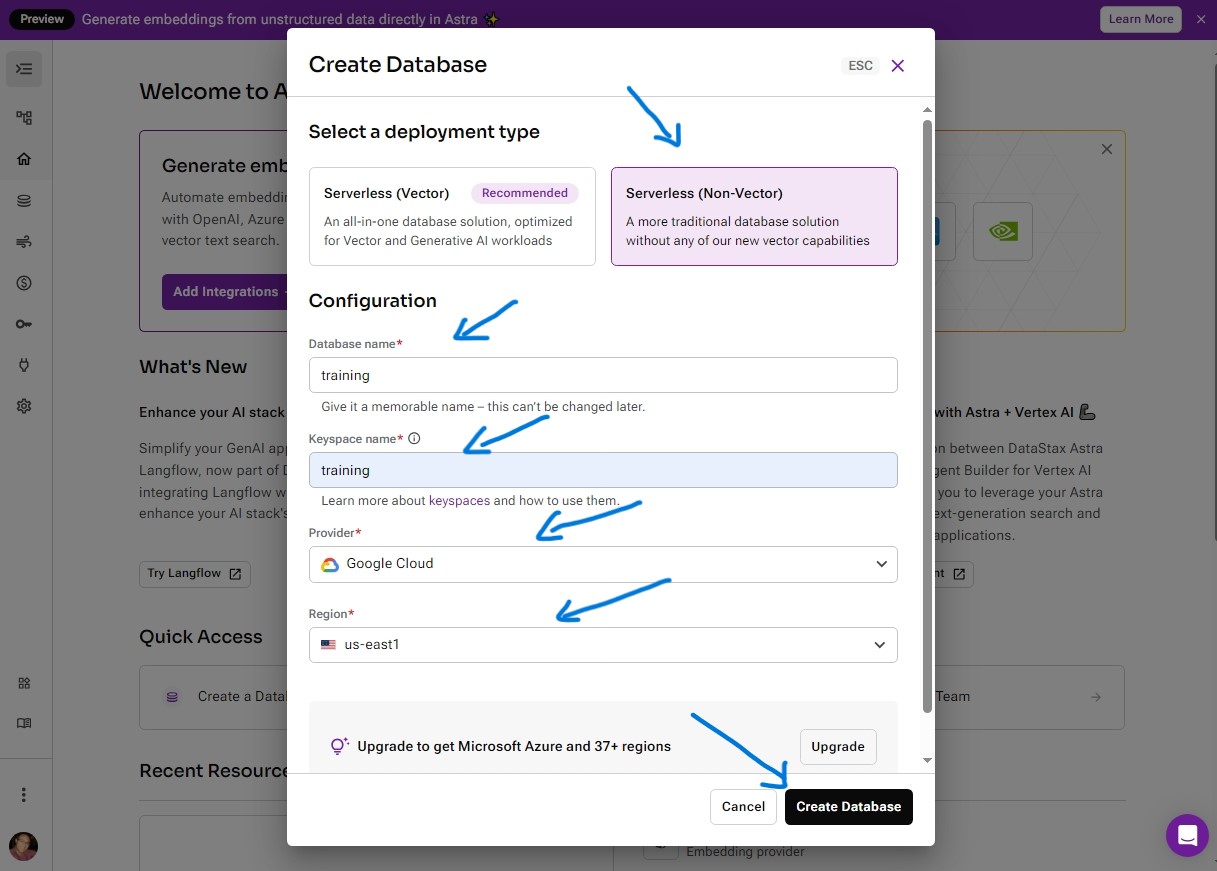 Preview Generate embeddings from unstructured data directly in Astra ✨ Learn More
Create Database
ESC
Welcome to A
Select a deployment type
Generate emb
Automate embeddin
with OpenAI, Azure
vector text search.
Add Integrations
Serverless (Vector) Recommended
An all-in-one database solution, optimized
for Vector and Generative AI workloads
Serverless (Non-Vector)
A more traditional database solution
without any of our new vector capabilities
Configuration
Database name*
training
Give it a memorable name – this can't be changed later.
Keyspace name*
training
Learn more about keyspaces and how to use them.
Provider*
Google Cloud
Region*
us-east1
Upgrade to get Microsoft Azure and 37+ regions
Upgrade
Cancel
Create Database
What's New
Enhance your AI stack
Simplify your GenAI app
Langflow, now part of D
integrating Langflow w
enhance your AI stack's
Try Langflow
with Astra + Vertex AI 🦾
n between DataStax Astra
gent Builder for Vertex AI
you to leverage your Astra
ext-generation search and
applications.
nt
Quick Access
Create a Datal
Team
Recent Resource
Embedding provider